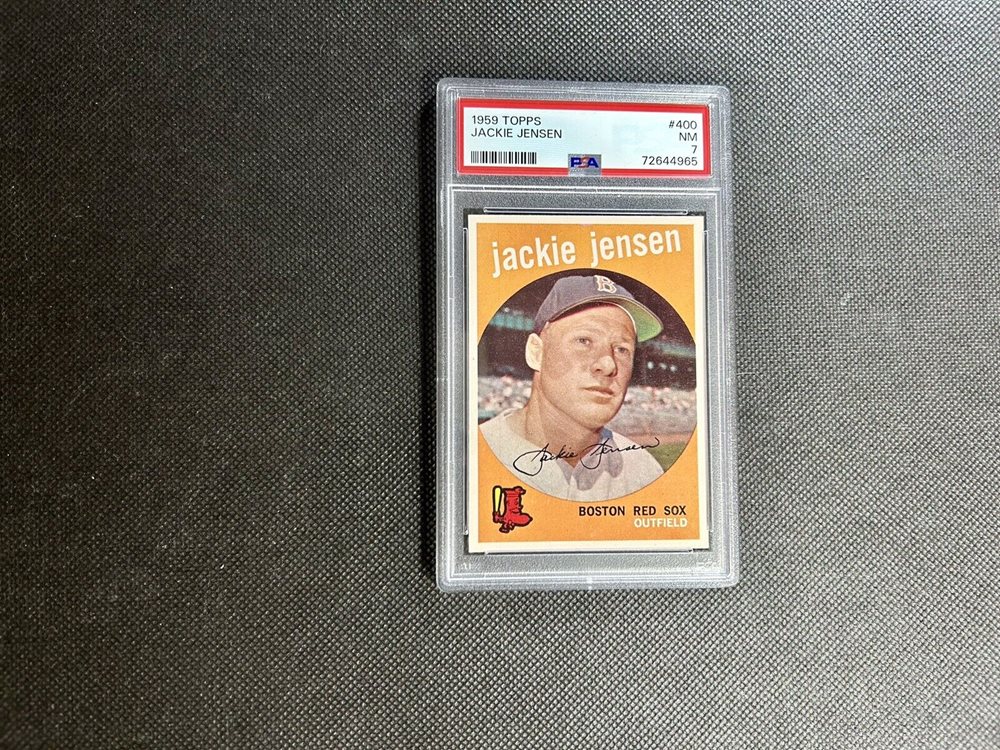 1959 TOPPS #400
JACKIE JENSEN NM
7
PSA 72644965
jackie jensen
B
Jackie Jensen
BOSTON RED SOX
OUTFIELD